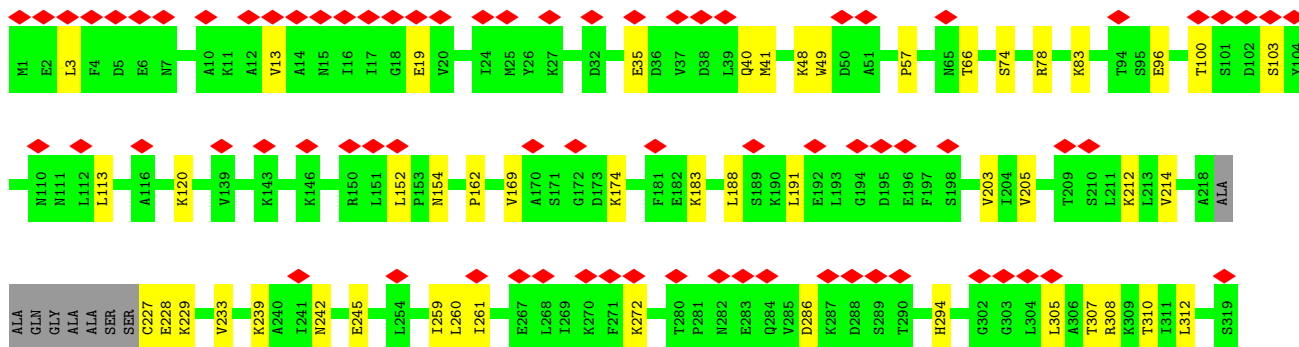 M1 E2 L3 F4 D5 E6 N7 A10 K11 A12 V13 A14 N15 I16 I17 G18 E19 V20 I24 M25 Y26 K27 D32 E35 D36 V37 D38 L39 Q40 M41 K48 W49 D50 A51 P57 N65 T66 S74 R78 K83 T94 S95 E96 T100 S101 D102 S103 Y104
N110 N111 L112 L113 A116 K120 V139 K143 K146 R150 L151 L152 P153 N154 P162 V169 A170 S171 G172 D173 K174 F181 E182 K183 L188 S189 K190 L191 E192 L193 G194 D195 E196 F197 S198 V203 I204 V205 T209 S210 L211 K212 L213 V214 A218 ALA
ALA GLN GLY ALA ALA SER SER C227 E228 K229 V233 K239 A240 I241 N242 E245 L254 I259 L260 I261 E267 L268 I269 K270 F271 K272 T280 P281 N282 E283 Q284 V285 D286 K287 D288 S289 T290 H294 G302 G303 L304 L305 A306 T307 R308 K309 T310 I311 L312 S319